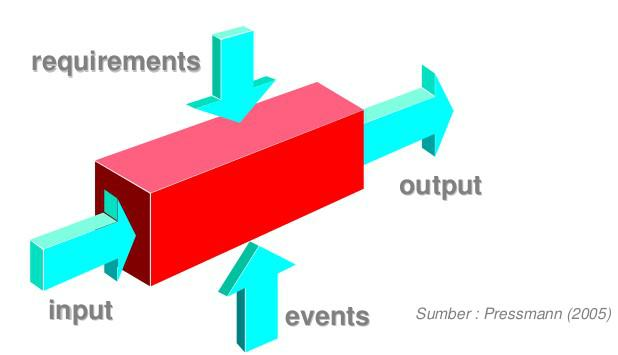 requirements
output
input
events
Sumber : Pressmann (2005)